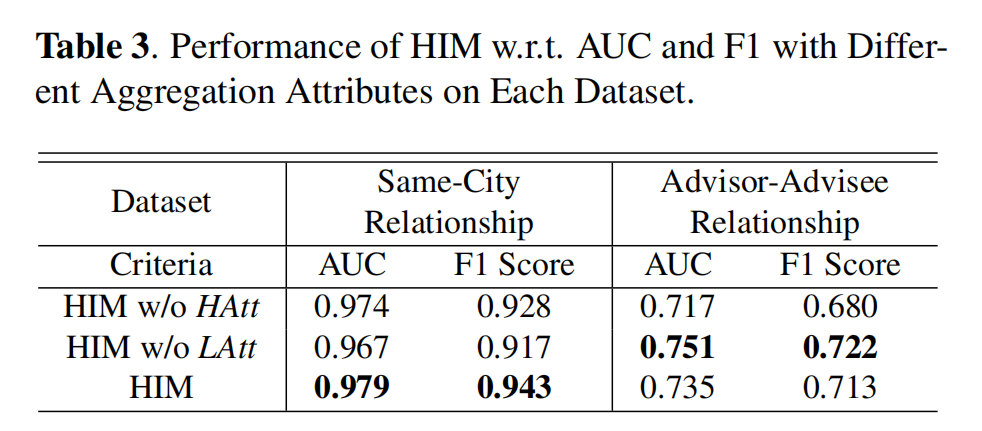 Table 3. Performance of HIM w.r.t. AUC and F1 with Differ-
ent Aggregation Attributes on Each Dataset.
Dataset Same-City Relationship Advisor-Advisee Relationship
Criteria AUC F1 Score AUC F1 Score
HIM w/o HAtt 0.974 0.928 0.717 0.680
HIM w/o LAtt 0.967 0.917 0.751 0.722
HIM 0.979 0.943 0.735 0.713